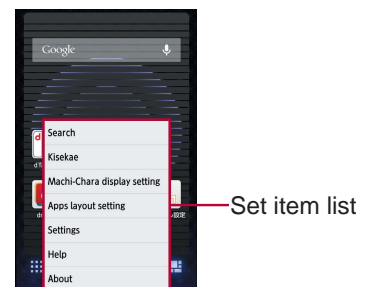 Google
Search
Kisekae
Machi-Chara display setting
Apps layout setting
Set item list
Settings
Help
About